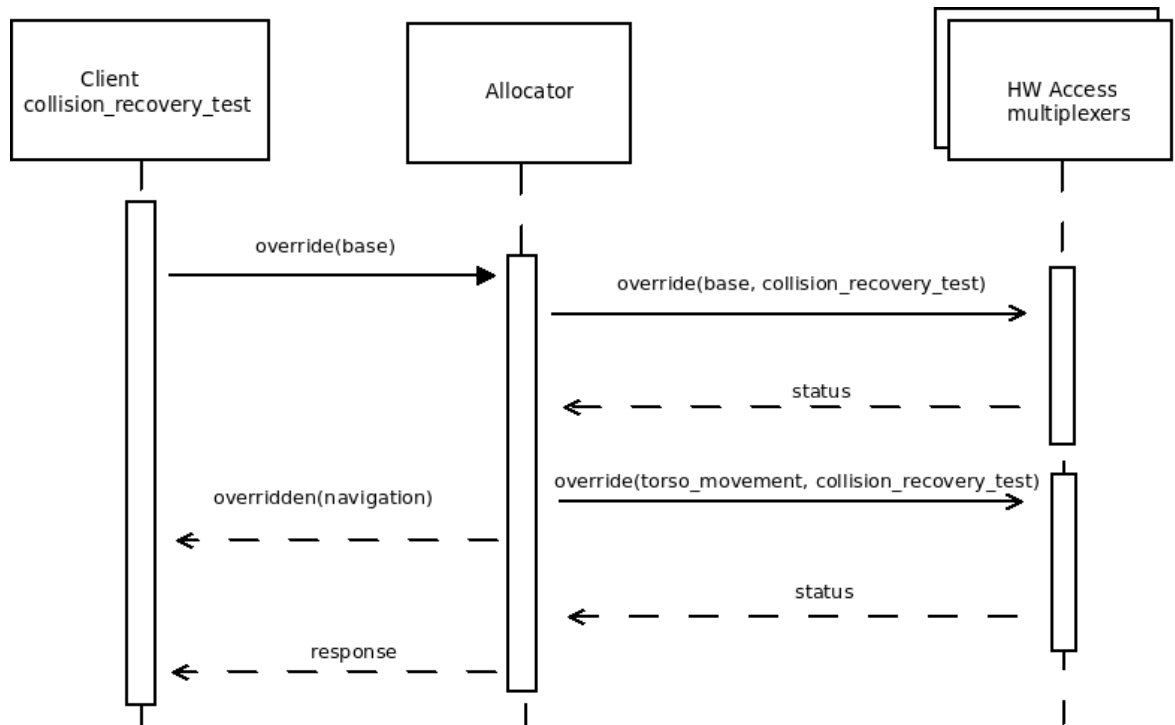 Client
collision_recovery_test
Allocator
HW Access
multiplexers
override(base)
override(base, collision_recovery_test)
status
override(torso_movement, collision_recovery_test)
overridden(navigation)
status
response